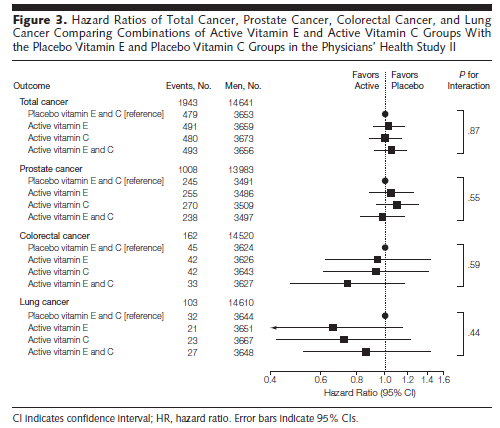 Figure 3. Hazard Ratios of Total Cancer, Prostate Cancer, Colorectal Cancer, and Lung
Cancer Comparing Combinations of Active Vitamin E and Active Vitamin C Groups With
the Placebo Vitamin E and Placebo Vitamin C Groups in the Physicians' Health Study II
Favors Active Favors Placebo P for Interaction
Outcome Events, No. Men, No.
Total cancer 1943 14641
Placebo vitamin E and C [reference] 479 3653
Active vitamin E 491 3659
Active vitamin C 480 3673
Active vitamin E and C 493 3656
.87
Prostate cancer 1008 13983
Placebo vitamin E and C [reference] 245 3491
Active vitamin E 255 3486
Active vitamin C 270 3509
Active vitamin E and C 238 3497
.55
Colorectal cancer 162 14520
Placebo vitamin E and C [reference] 45 3624
Active vitamin E 42 3626
Active vitamin C 42 3643
Active vitamin E and C 33 3627
.59
Lung cancer 103 14610
Placebo vitamin E and C [reference] 32 3644
Active vitamin E 21 3651
Active vitamin C 23 3667
Active vitamin E and C 27 3648
.44
0.4 0.6 0.8 1.0 1.2 1.4 1.6
Hazard Ratio (95% CI)
CI indicates confidence interval; HR, hazard ratio. Error bars indicate 95% CIs.